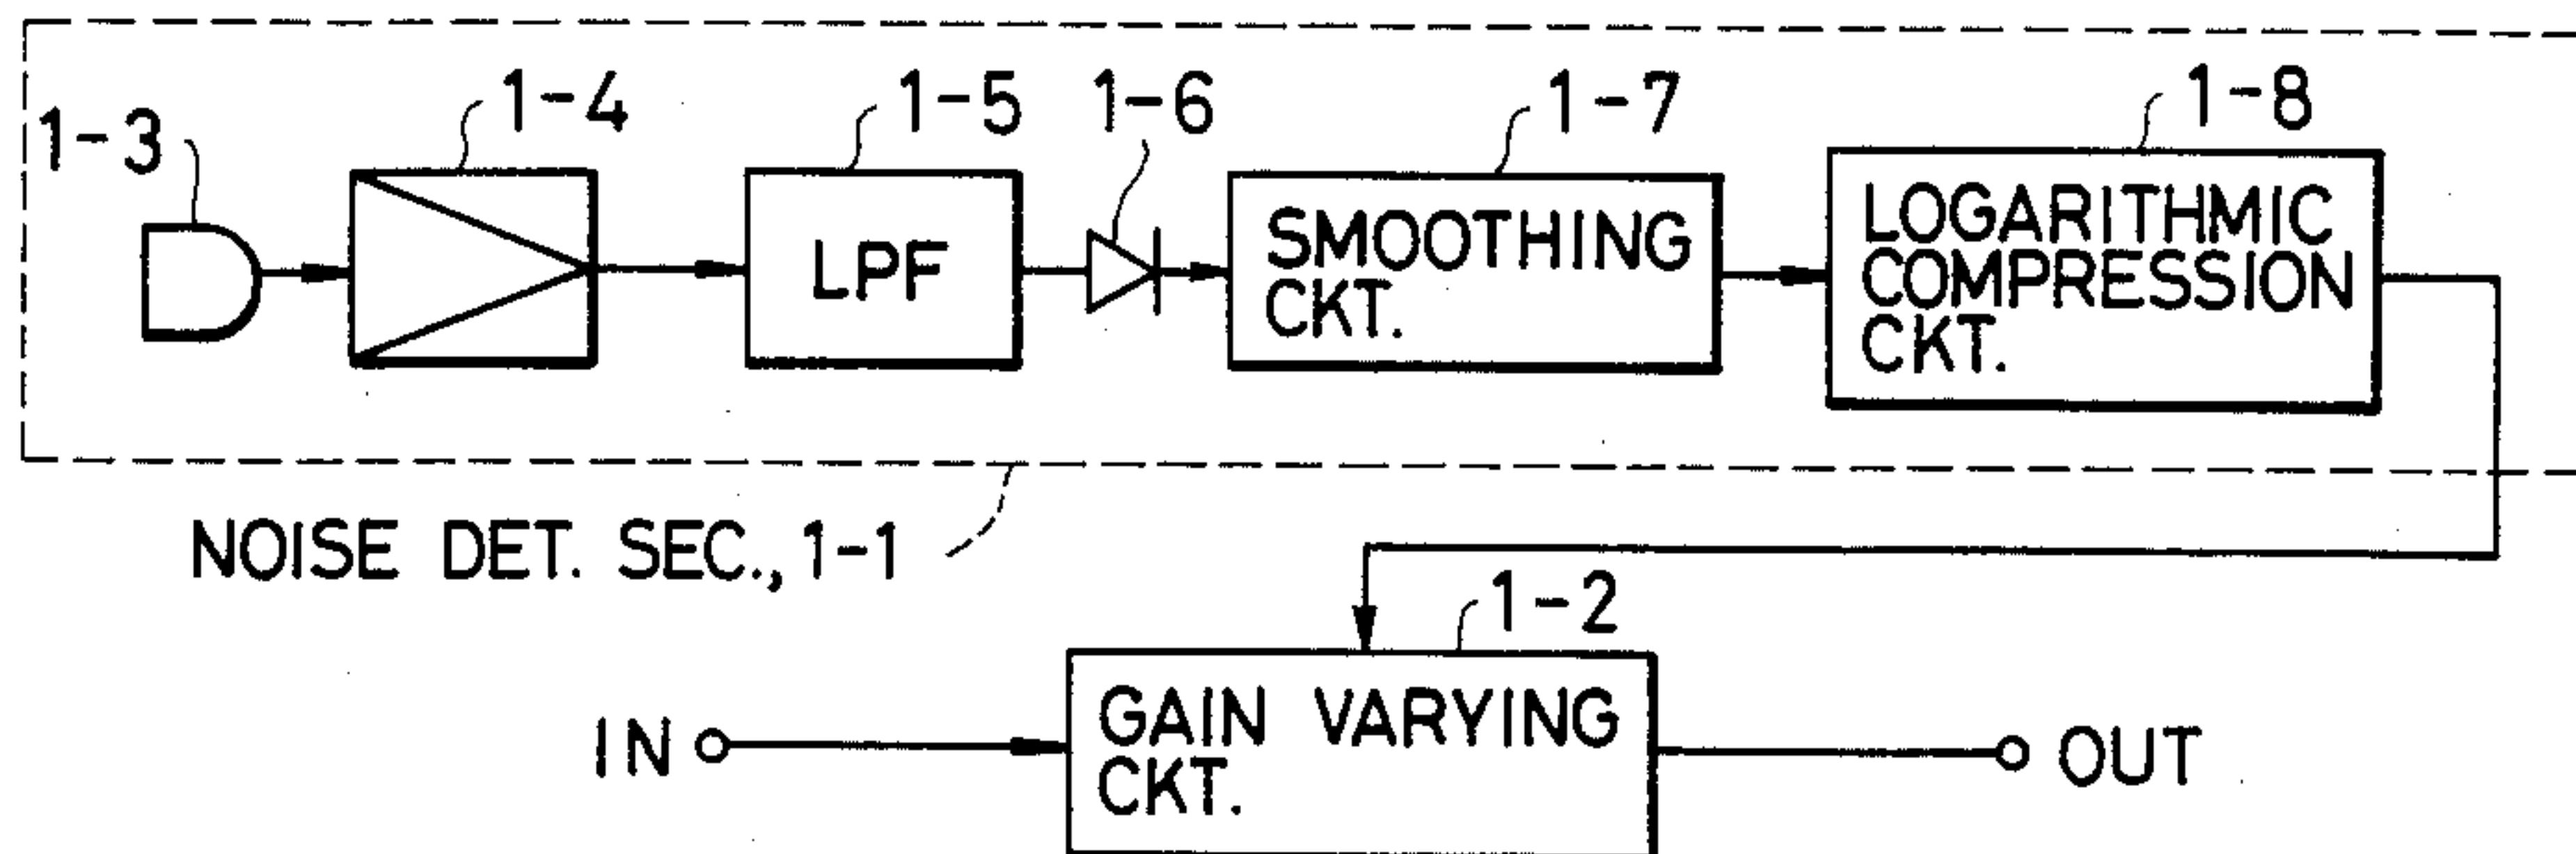 1-3
1-4
1-5
1-6
1-7
1-8
LPF
SMOOTHING
CKT.
LOGARITHMIC
COMPRESSION
CKT.
NOISE DET. SEC., 1-1
1-2
IN
GAIN VARYING
CKT.
OUT